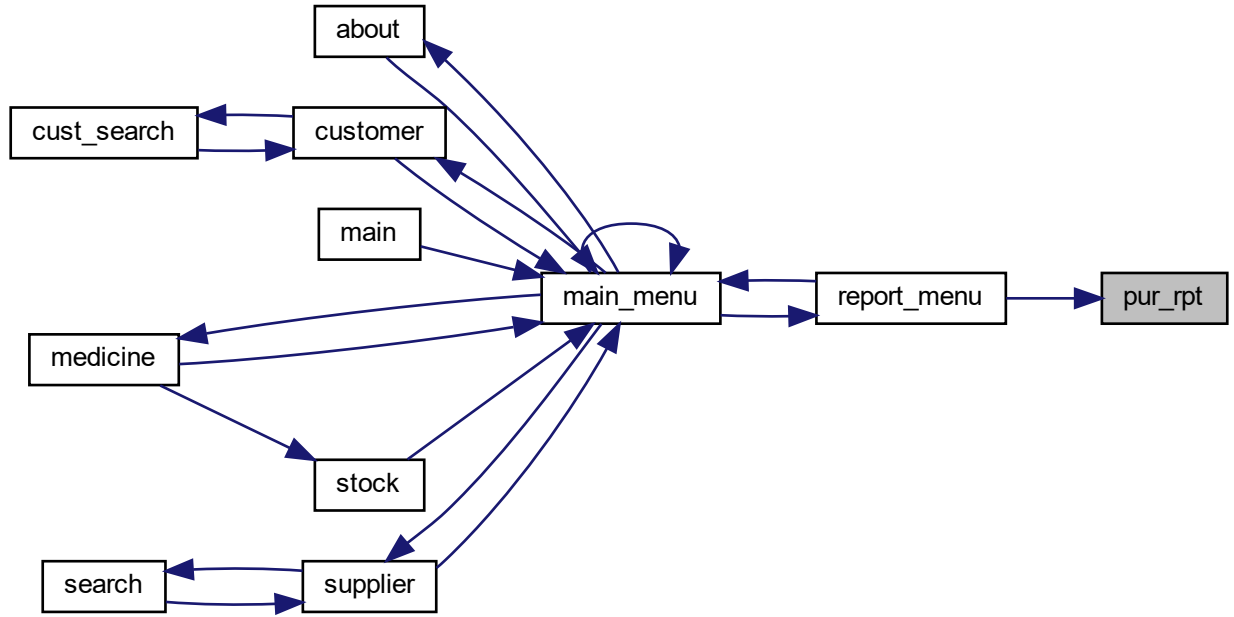 about
cust_search
customer
main
main_menu
report_menu
pur_rpt
medicine
stock
search
supplier